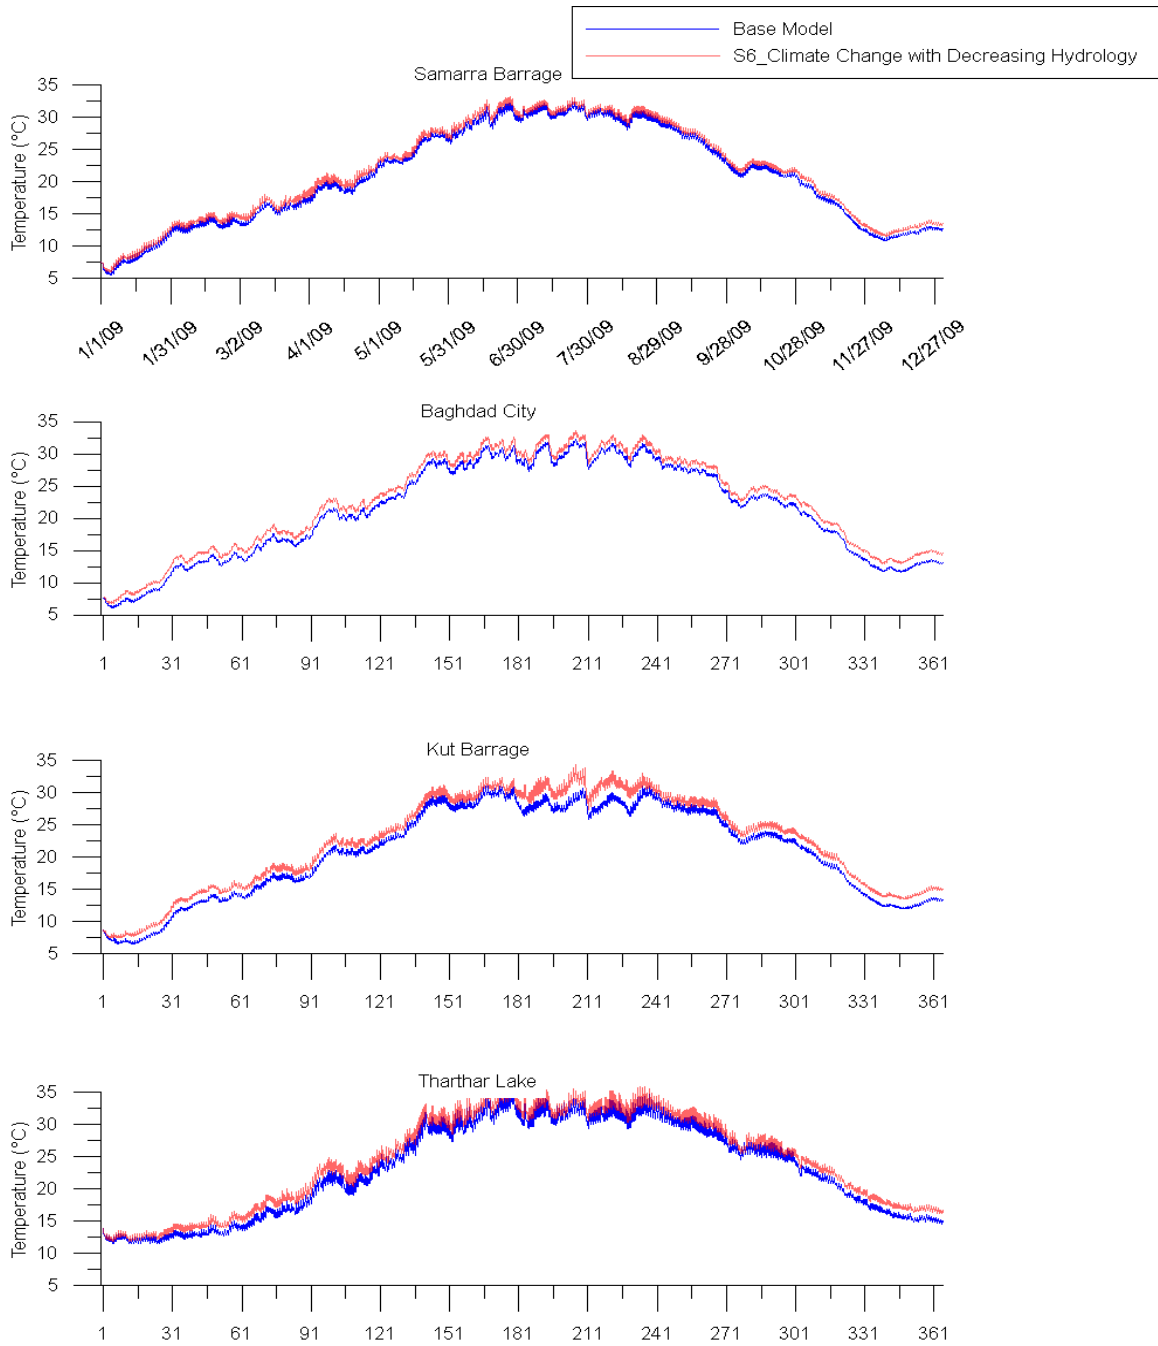 Base Model
S6_Climate Change with Decreasing Hydrology
Samarra Barrage
Temperature (°C)
35
30
25
20
15
10
5
1/1/09 1/31/09 3/2/09 4/1/09 5/1/09 5/31/09 6/30/09 7/30/09 8/29/09 9/28/09 10/28/09 11/27/09 12/27/09
Baghdad City
Temperature (°C)
35
30
25
20
15
10
5
1 31 61 91 121 151 181 211 241 271 301 331 361
Kut Barrage
Temperature (°C)
35
30
25
20
15
10
5
1 31 61 91 121 151 181 211 241 271 301 331 361
Tharthar Lake
Temperature (°C)
35
30
25
20
15
10
5
1 31 61 91 121 151 181 211 241 271 301 331 361